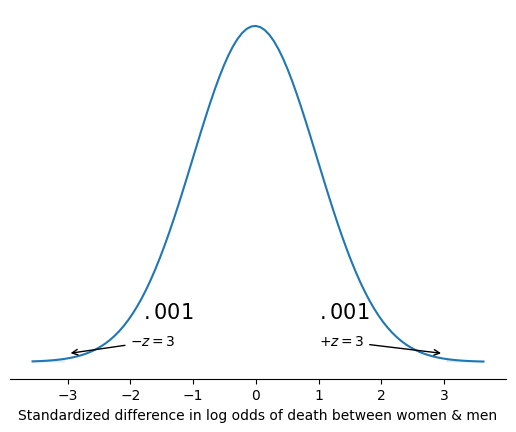 .001 .001
−z = 3 +z = 3
−3 −2 −1 0 1 2 3
Standardized difference in log odds of death between women & men